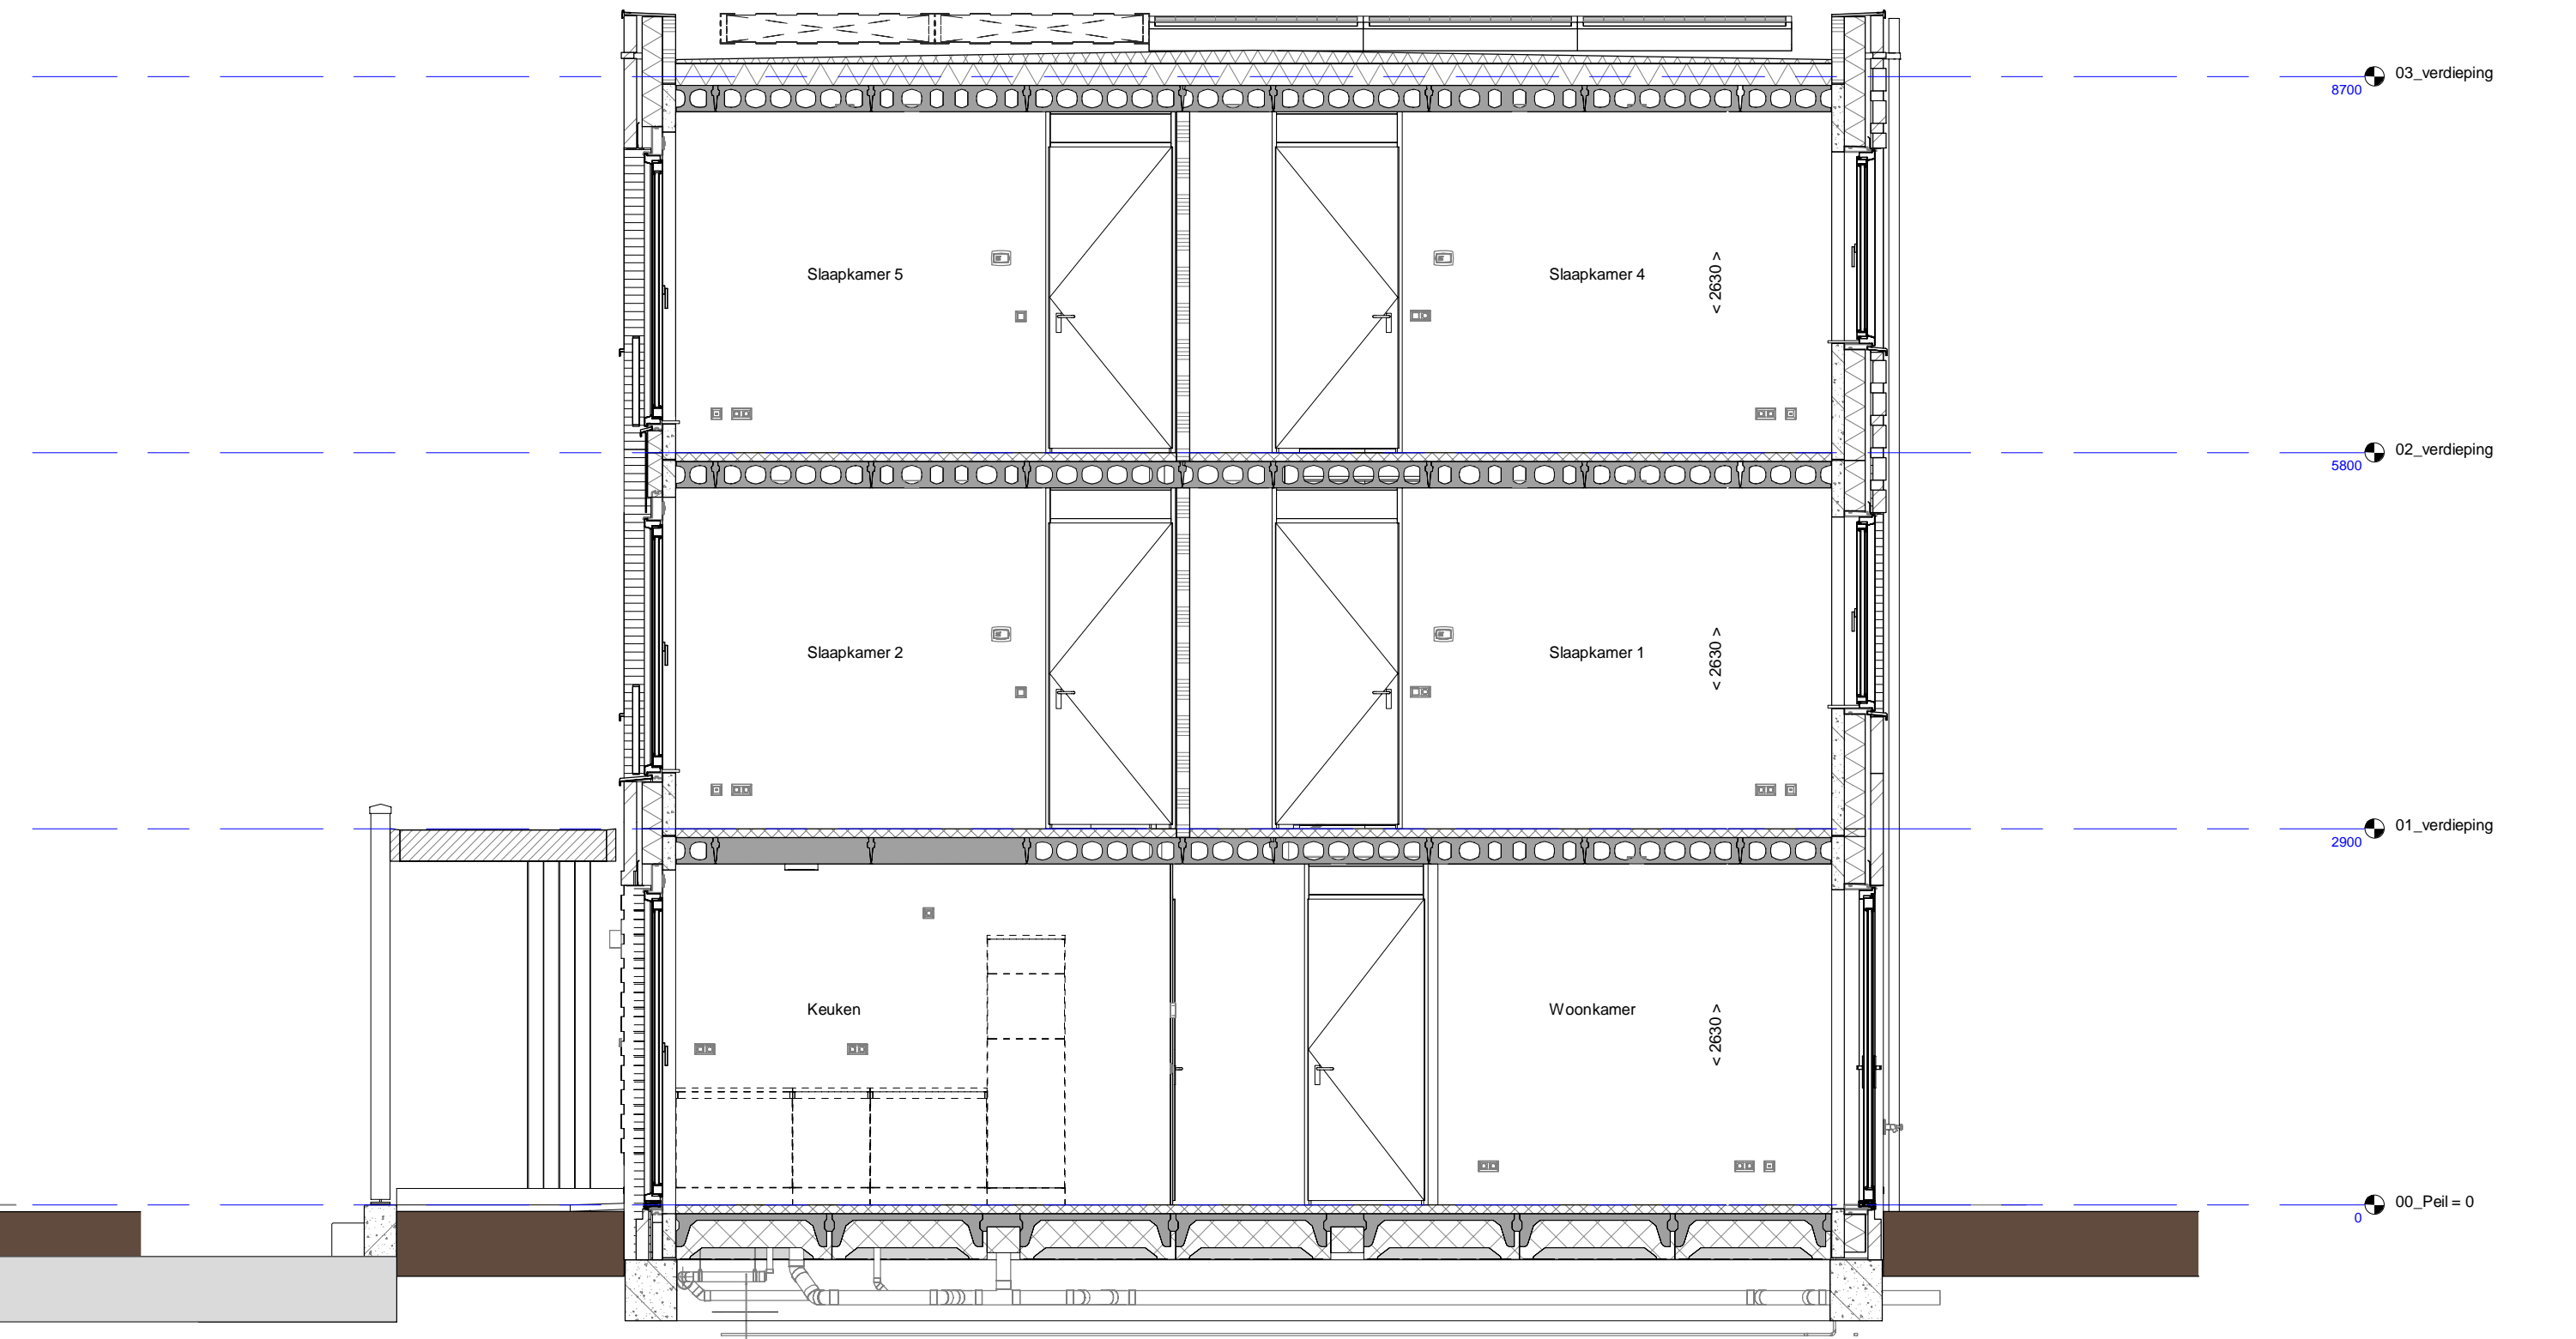 03_verdieping
8700
Slaapkamer 5
Slaapkamer 4
< 2630 >
02_verdieping
5800
Slaapkamer 2
Slaapkamer 1
< 2630 >
01_verdieping
2900
Keuken
Woonkamer
< 2630 >
00_Peil = 0
0